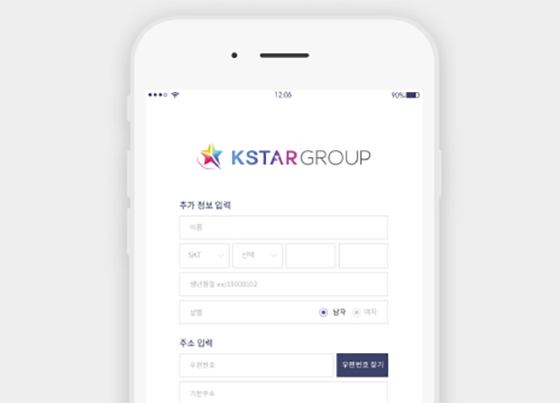 12:06
90%
KSTARGROUP
추가 정보 입력
이름
SKT 선택
생년월일 ex)19900102
성별 남자 여자
주소 입력
우편번호 우편번호 찾기
기본주소